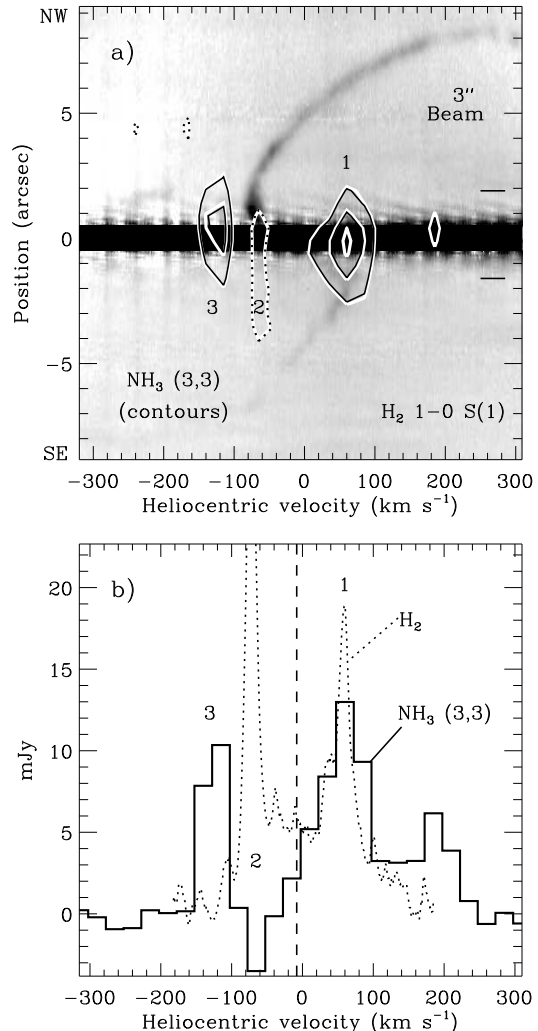 NW
a)
3"
Beam
5
1
0
3
2
-5
NH₃ (3,3)
(contours)
H₂ 1-0 S(1)
SE
Position (arcsec)
-300 -200 -100 0 100 200 300
Heliocentric velocity (km s⁻¹)
b)
20
1
H₂
15
3
NH₃ (3,3)
10
mJy
5
2
0
-300 -200 -100 0 100 200 300
Heliocentric velocity (km s⁻¹)